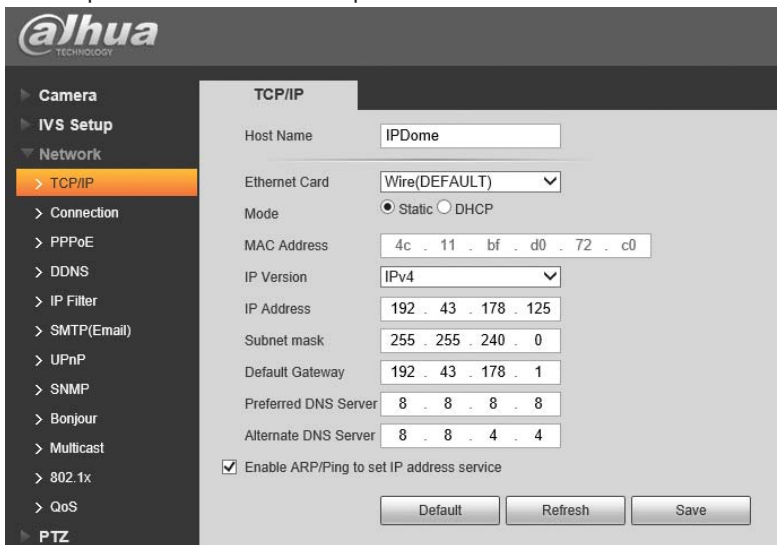 alhua
TECHNOLOGY
Camera
IVS Setup
Network
TCP/IP
Connection
PPPoE
DDNS
IP Filter
SMTP(Email)
UPnP
SNMP
Bonjour
Multicast
802.1x
QoS
PTZ
TCP/IP
Host Name IPDome
Ethernet Card Wire(DEFAULT)
Mode Static DHCP
MAC Address 4c . 11 . bf . d0 . 72 . c0
IP Version IPv4
IP Address 192 . 43 . 178 . 125
Subnet mask 255 . 255 . 240 . 0
Default Gateway 192 . 43 . 178 . 1
Preferred DNS Server 8 . 8 . 8 . 8
Alternate DNS Server 8 . 8 . 4 . 4
Enable ARP/Ping to set IP address service
Default Refresh Save